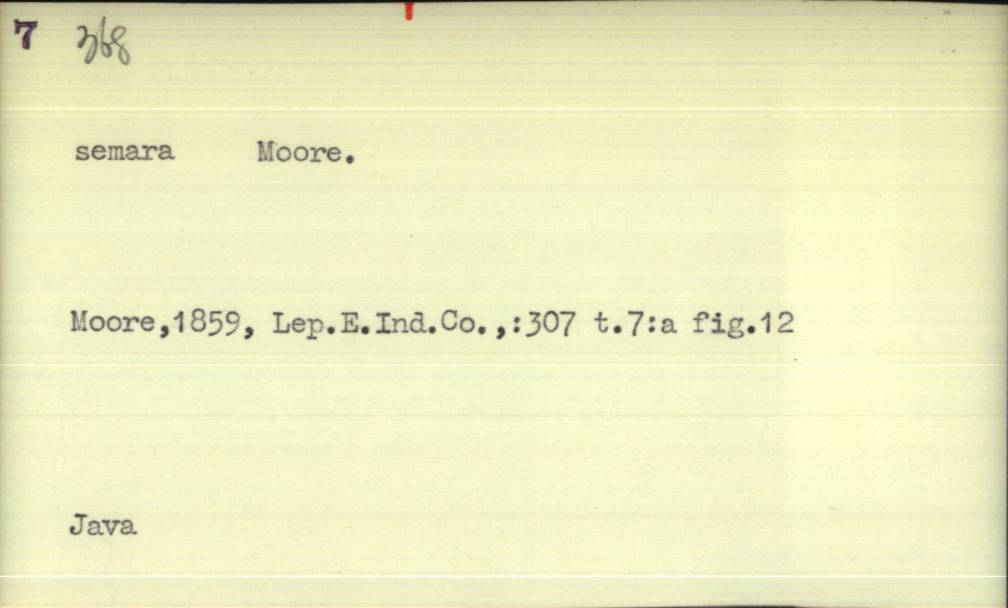 7 368
semara Moore.
Moore,1859, Lep.E.Ind.Co.,:307 t.7:a fig.12
Java